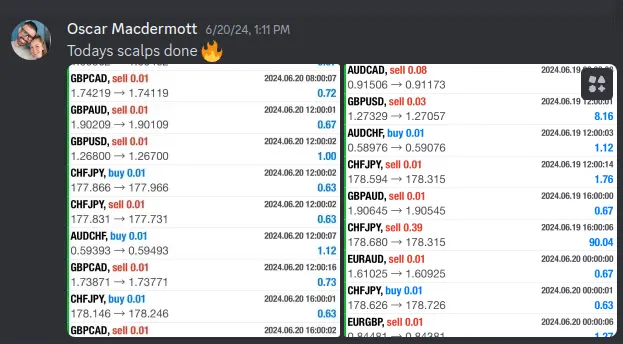 Oscar Macdermott 6/20/24, 1:11 PM
Todays scalps done🔥
GBPCAD, sell 0.01 2024.06.20 08:00:07
1.74219 → 1.74119 0.72
GBPAUD, sell 0.01 2024.06.20 12:00:01
1.90209 → 1.90109 0.67
GBPUSD, sell 0.01 2024.06.20 12:00:02
1.26800 → 1.26700 1.00
CHFJPY, buy 0.01 2024.06.20 12:00:02
177.866 → 177.966 0.63
CHFJPY, sell 0.01 2024.06.20 12:00:02
177.831 → 177.731 0.63
AUDCHF, buy 0.01 2024.06.20 12:00:07
0.59393 → 0.59493 1.12
GBPCAD, sell 0.01 2024.06.20 12:00:16
1.73871 → 1.73771 0.73
CHFJPY, buy 0.01 2024.06.20 16:00:01
178.146 → 178.246 0.63
GBPCAD, sell 0.01 2024.06.20 16:00:02
AUDCAD, sell 0.08 2024.06.19
0.91506 → 0.91173
GBPUSD, sell 0.03 2024.06.19 12:00:01
1.27329 → 1.27057 8.16
AUDCHF, buy 0.01 2024.06.19 12:00:03
0.58976 → 0.59076 1.12
CHFJPY, sell 0.01 2024.06.19 12:00:14
178.594 → 178.315 1.76
GBPAUD, sell 0.01 2024.06.19 16:00:00
1.90645 → 1.90545 0.67
CHFJPY, sell 0.39 2024.06.19 16:00:06
178.680 → 178.315 90.04
EURAUD, sell 0.01 2024.06.20 00:00:00
1.61025 → 1.60925 0.67
CHFJPY, buy 0.01 2024.06.20 00:00:01
178.626 → 178.726 0.63
EURGBP, sell 0.01 2024.06.20 00:00:06
0.84481 → 0.84381 1.27